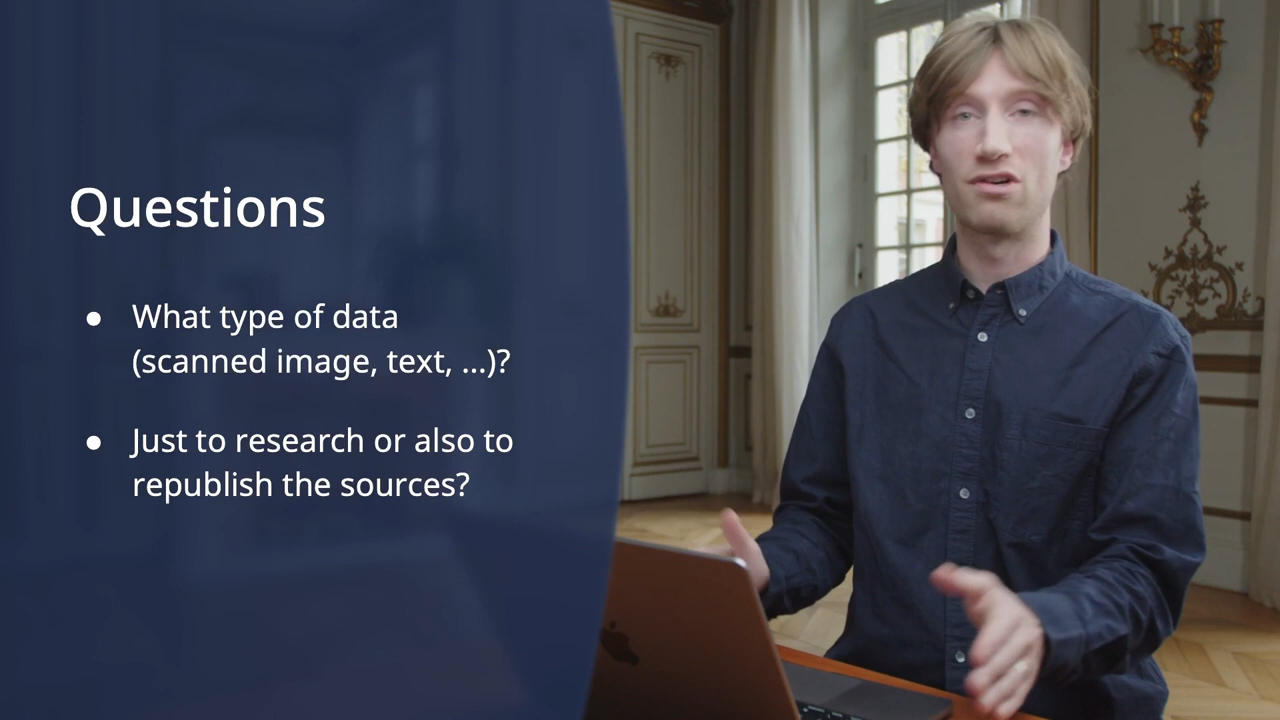 Questions
● What type of data
(scanned image, text, ...)?
● Just to research or also to
republish the sources?